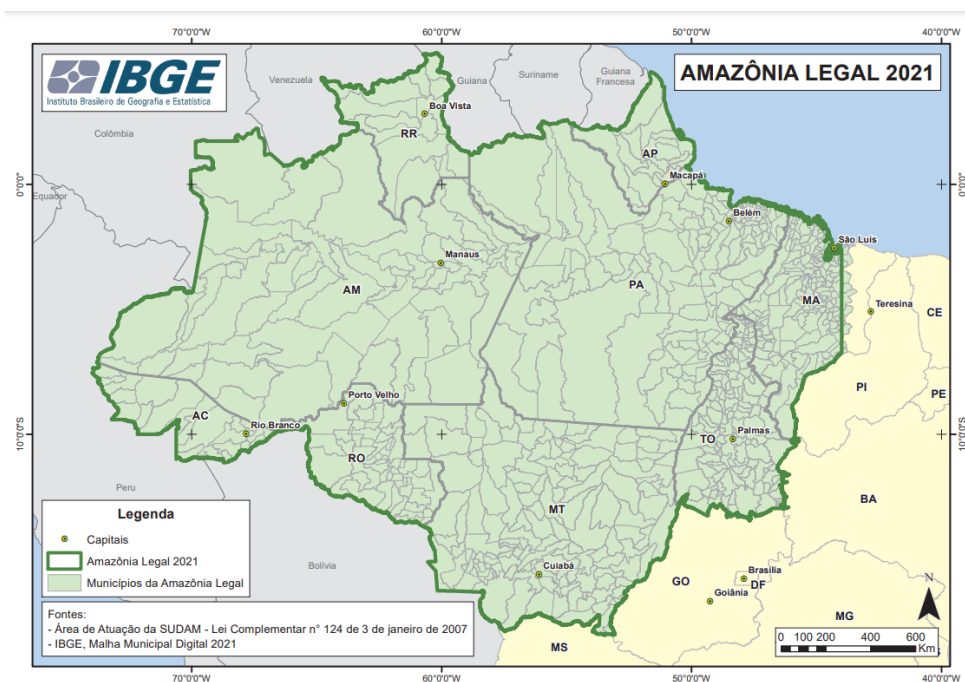 70°0'0"W 60°0'0"W 50°0'0"W 40°0'0"W
IBGE
Instituto Brasileiro de Geografia e Estatística
AMAZÔNIA LEGAL 2021
Venezuela
Guiana
Suriname
Guiana
Francesa
Colômbia
Boa Vista
RR
AP
Macapá
0°0'0"
0°0'0"
Equador
Belém
São Luis
Manaus
AM
PA
MA
Teresina
CE
PI
PE
Porto Velho
AC
Rio Branco
RO
TO
Palmas
10°0'0"S
10°0'0"S
Peru
BA
MT
Bolívia
Cuiabá
GO
Brasília
DF
Goiânia
MG
MS
N
Legenda
Capitais
Amazônia Legal 2021
Municípios da Amazônia Legal
Fontes:
- Área de Atuação da SUDAM - Lei Complementar n° 124 de 3 de janeiro de 2007
- IBGE, Malha Municipal Digital 2021
0 100 200 400 600
Km
70°0'0"W 60°0'0"W 50°0'0"W 40°0'0"W